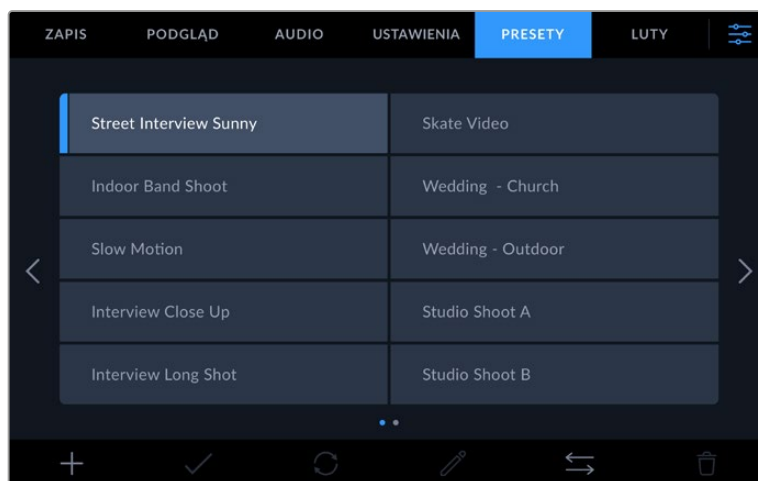 ZAPIS PODGLĄD AUDIO USTAWIENIA PRESETY LUTY
Street Interview Sunny Skate Video
Indoor Band Shoot Wedding - Church
Slow Motion Wedding - Outdoor
Interview Close Up Studio Shoot A
Interview Long Shot Studio Shoot B